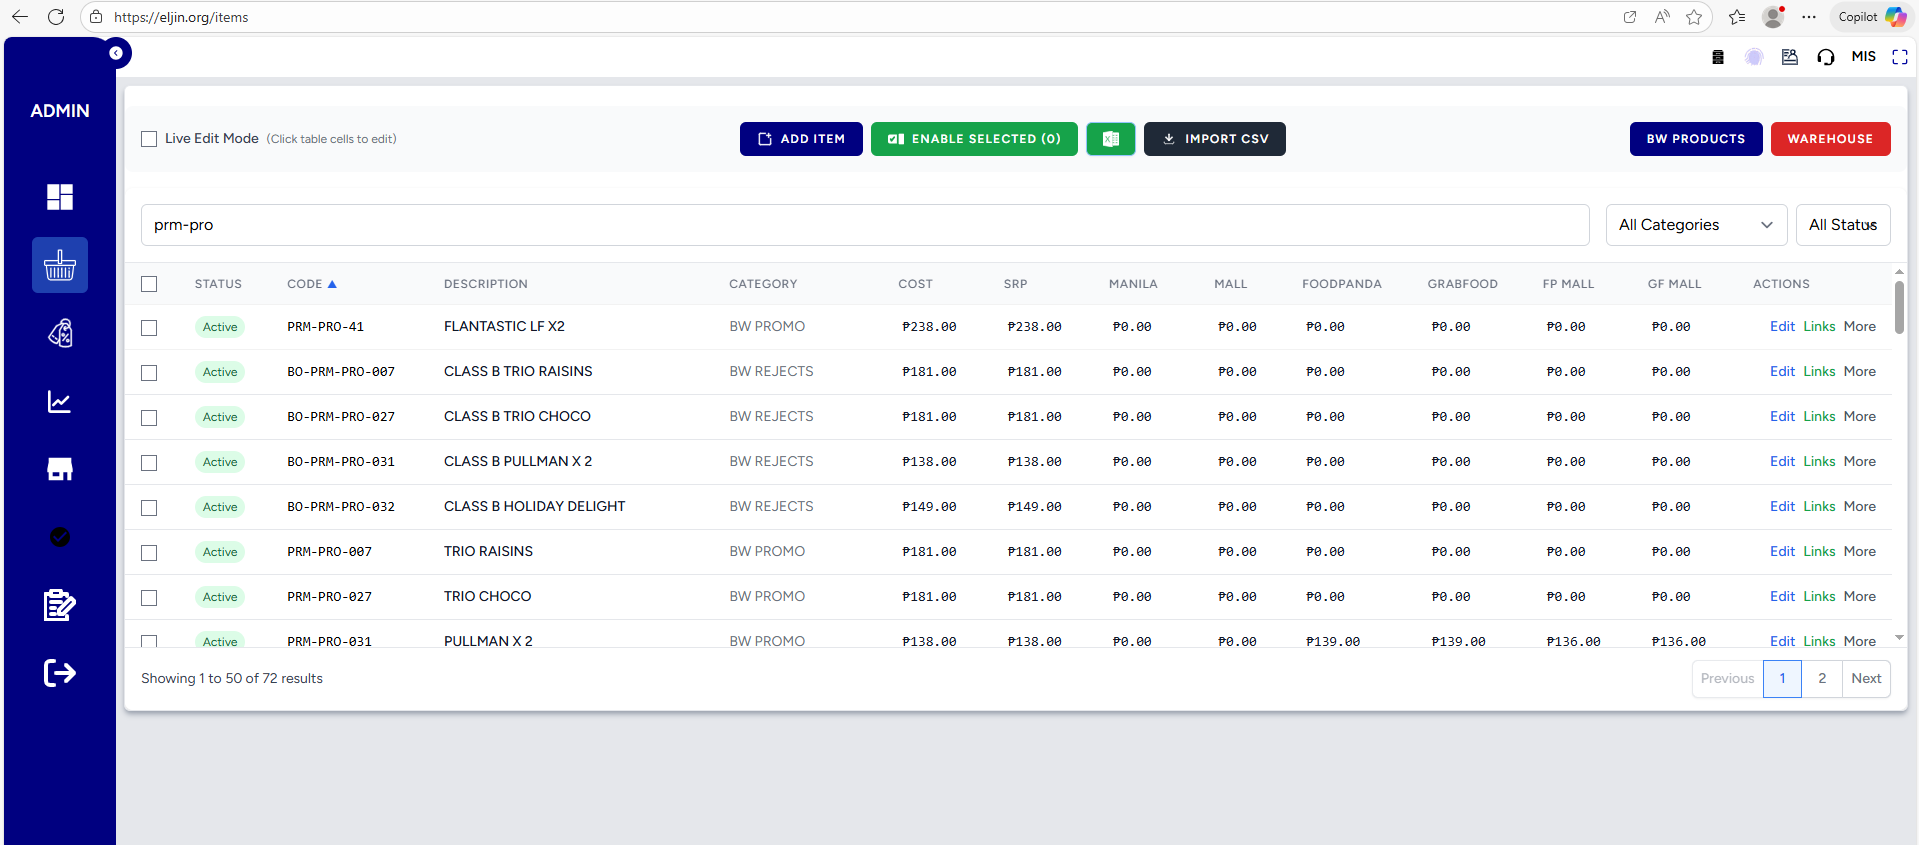 https://eljin.org/items
Copilot
MIS
ADMIN
Live Edit Mode (Click table cells to edit)
ADD ITEM
ENABLE SELECTED (0)
IMPORT CSV
BW PRODUCTS
WAREHOUSE
prm-pro
All Categories
All Status
STATUS CODE ▲ DESCRIPTION CATEGORY COST SRP MANILA MALL FOODPANDA GRABFOOD FP MALL GF MALL ACTIONS
Active PRM-PRO-41 FLANTASTIC LF X2 BW PROMO ₱238.00 ₱238.00 ₱0.00 ₱0.00 ₱0.00 ₱0.00 ₱0.00 ₱0.00 Edit Links More
Active BO-PRM-PRO-007 CLASS B TRIO RAISINS BW REJECTS ₱181.00 ₱181.00 ₱0.00 ₱0.00 ₱0.00 ₱0.00 ₱0.00 ₱0.00 Edit Links More
Active BO-PRM-PRO-027 CLASS B TRIO CHOCO BW REJECTS ₱181.00 ₱181.00 ₱0.00 ₱0.00 ₱0.00 ₱0.00 ₱0.00 ₱0.00 Edit Links More
Active BO-PRM-PRO-031 CLASS B PULLMAN X 2 BW REJECTS ₱138.00 ₱138.00 ₱0.00 ₱0.00 ₱0.00 ₱0.00 ₱0.00 ₱0.00 Edit Links More
Active BO-PRM-PRO-032 CLASS B HOLIDAY DELIGHT BW REJECTS ₱149.00 ₱149.00 ₱0.00 ₱0.00 ₱0.00 ₱0.00 ₱0.00 ₱0.00 Edit Links More
Active PRM-PRO-007 TRIO RAISINS BW PROMO ₱181.00 ₱181.00 ₱0.00 ₱0.00 ₱0.00 ₱0.00 ₱0.00 ₱0.00 Edit Links More
Active PRM-PRO-027 TRIO CHOCO BW PROMO ₱181.00 ₱181.00 ₱0.00 ₱0.00 ₱0.00 ₱0.00 ₱0.00 ₱0.00 Edit Links More
Active PRM-PRO-031 PULLMAN X 2 BW PROMO ₱138.00 ₱138.00 ₱0.00 ₱0.00 ₱139.00 ₱139.00 ₱136.00 ₱136.00 Edit Links More
Showing 1 to 50 of 72 results
Previous 1 2 Next